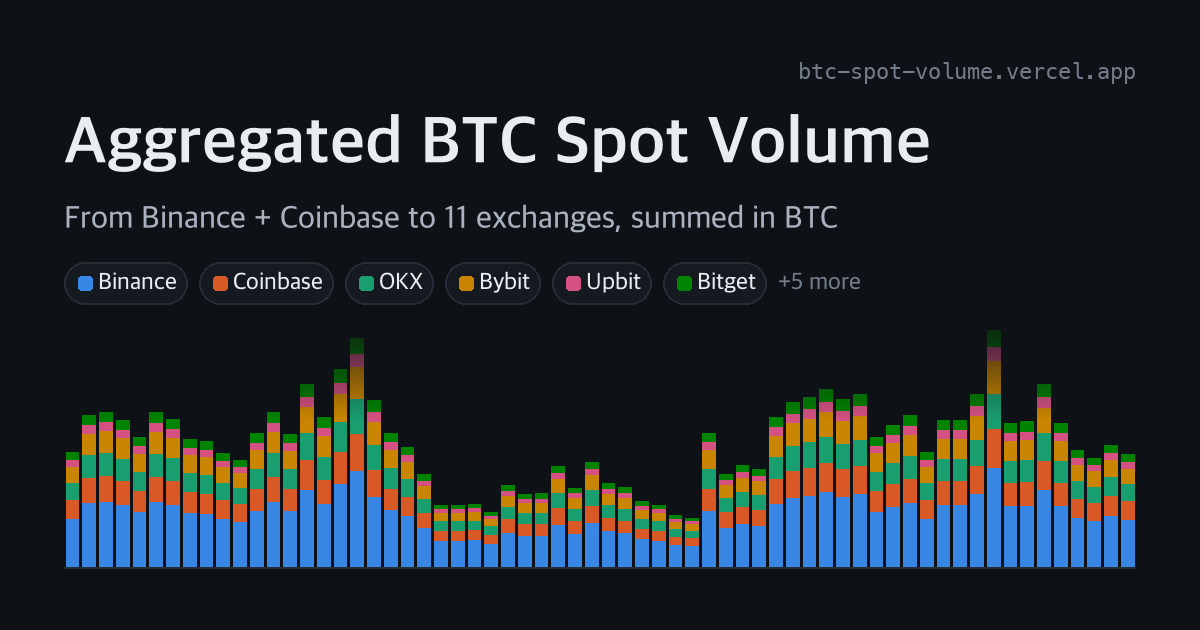 btc-spot-volume.vercel.app
Aggregated BTC Spot Volume
From Binance + Coinbase to 11 exchanges, summed in BTC
Binance Coinbase OKX Bybit Upbit Bitget +5 more